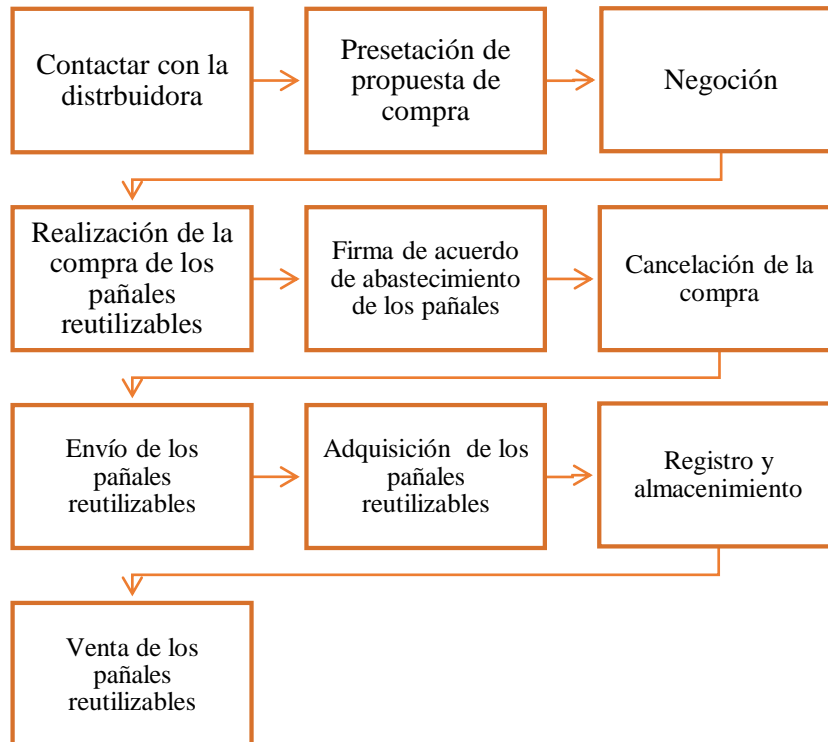 Contactar con la
distrbuidora
Presetación de
propuesta de
compra
Negoción
Realización de la
compra de los
pañales
reutilizables
Firma de acuerdo
de abastecimiento
de los pañales
Cancelación de la
compra
Envío de los
pañales
reutilizables
Adquisición de los
pañales
reutilizables
Registro y
almacenimiento
Venta de los
pañales
reutilizables